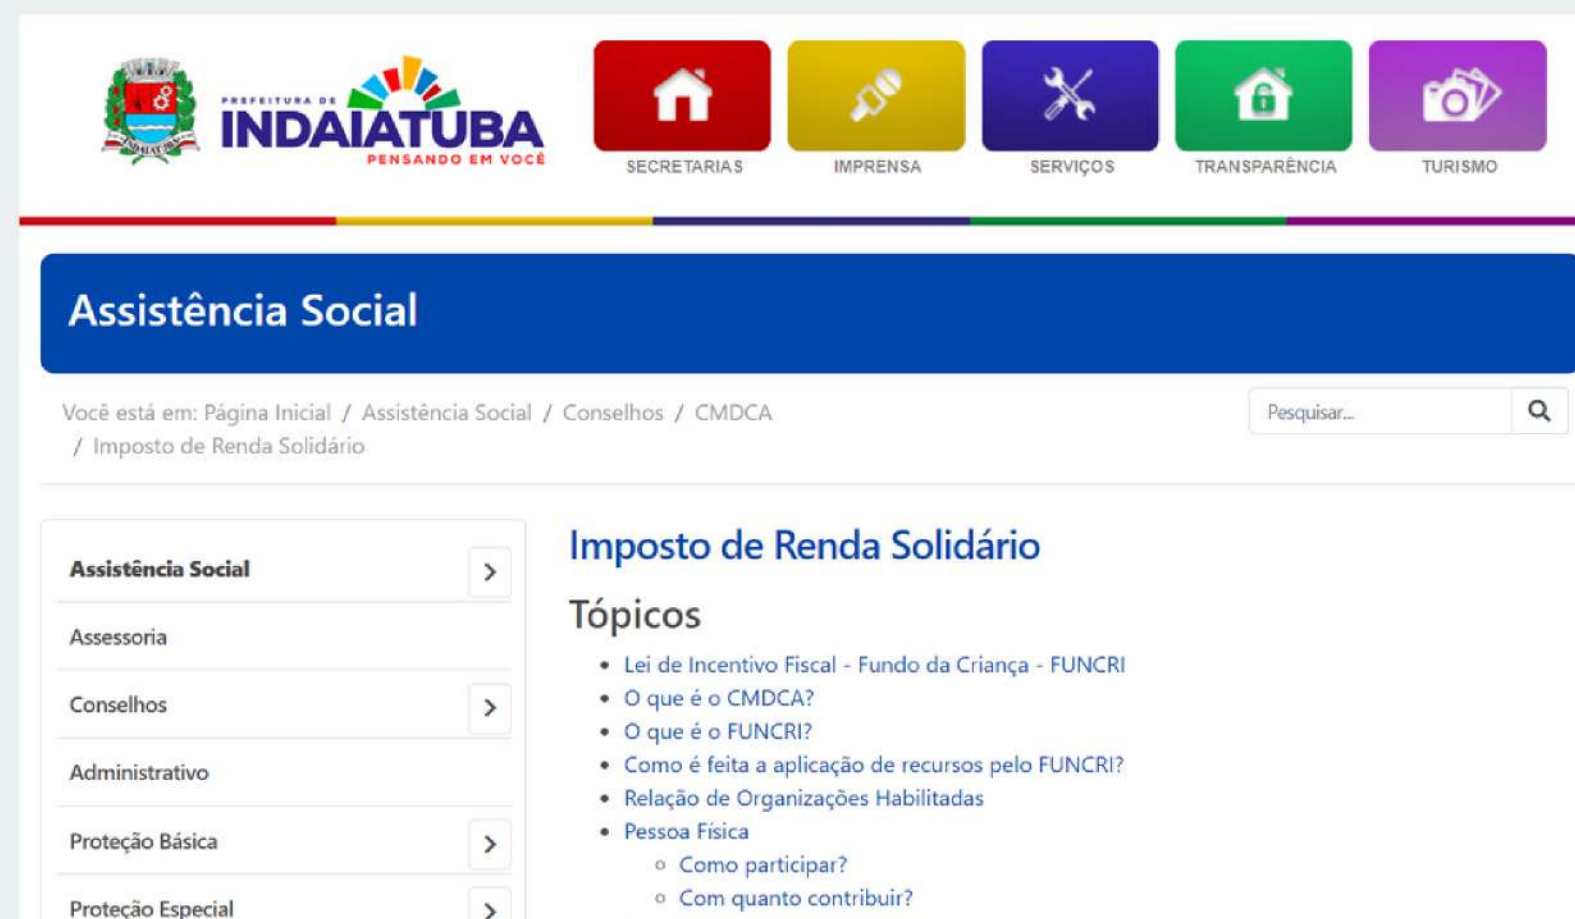 PREFEITURA DE
INDAIATUBA
PENSANDO EM VOCÊ
SECRETARIAS
IMPRENSA
SERVIÇOS
TRANSPARÊNCIA
TURISMO
Assistência Social
Você está em: Página Inicial / Assistência Social / Conselhos / CMDCA
/ Imposto de Renda Solidário
Pesquisar...
Assistência Social
Assessoria
Conselhos
Administrativo
Proteção Básica
Proteção Especial
Imposto de Renda Solidário
Tópicos
• Lei de Incentivo Fiscal - Fundo da Criança - FUNCRI
• O que é o CMDCA?
• O que é o FUNCRI?
• Como é feita a aplicação de recursos pelo FUNCRI?
• Relação de Organizações Habilitadas
• Pessoa Física
◦ Como participar?
◦ Com quanto contribuir?